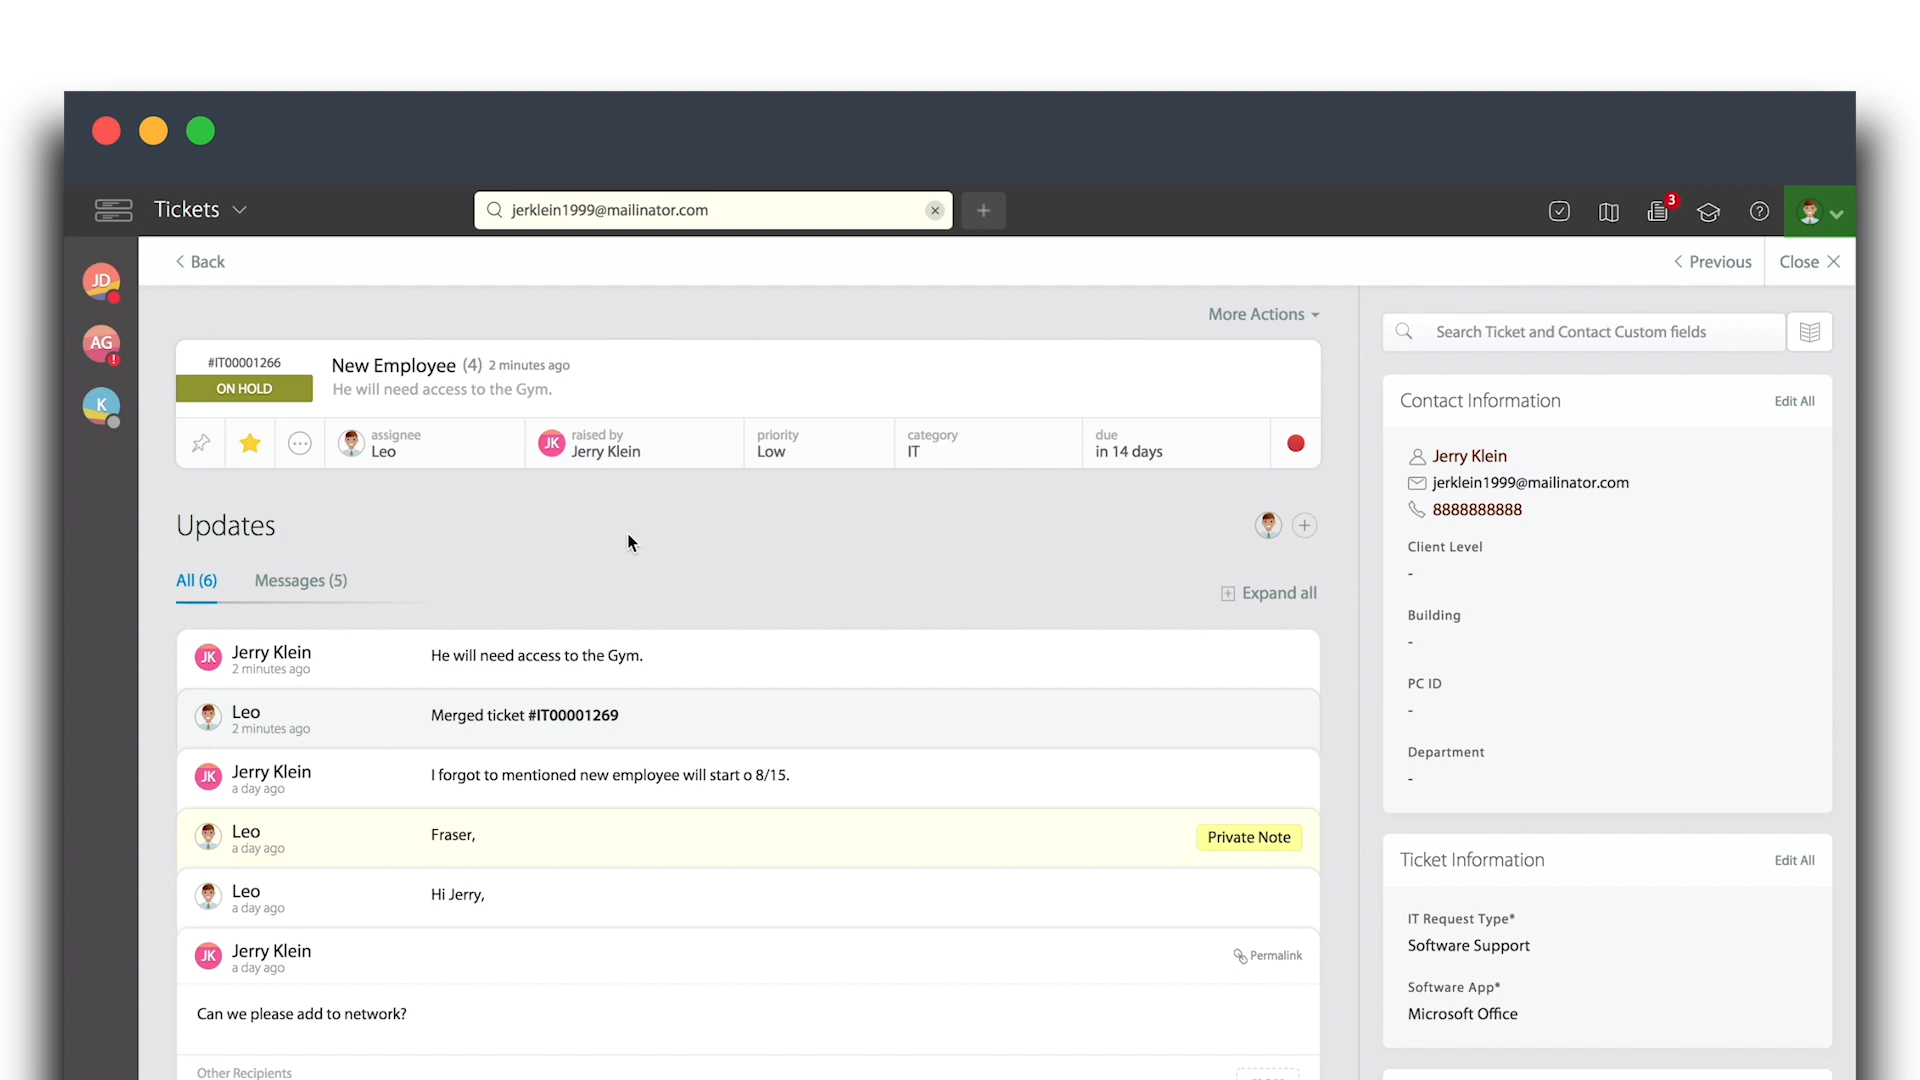 Tickets
jerklein1999@mailinator.com
3
JD
AG
!
K
Back
Previous
Close
More Actions
#IT00001266
ON HOLD
New Employee (4) 2 minutes ago
He will need access to the Gym.
assignee
Leo
JK
raised by
Jerry Klein
priority
Low
category
IT
due
in 14 days
Updates
All (6)
Messages (5)
Expand all
JK
Jerry Klein
2 minutes ago
He will need access to the Gym.
Leo
2 minutes ago
Merged ticket #IT00001269
JK
Jerry Klein
a day ago
I forgot to mentioned new employee will start o 8/15.
Leo
a day ago
Fraser,
Private Note
Leo
a day ago
Hi Jerry,
JK
Jerry Klein
a day ago
Permalink
Can we please add to network?
Other Recipients
Search Ticket and Contact Custom fields
Contact Information
Edit All
Jerry Klein
jerklein1999@mailinator.com
8888888888
Client Level
-
Building
-
PC ID
-
Department
-
Ticket Information
Edit All
IT Request Type*
Software Support
Software App*
Microsoft Office